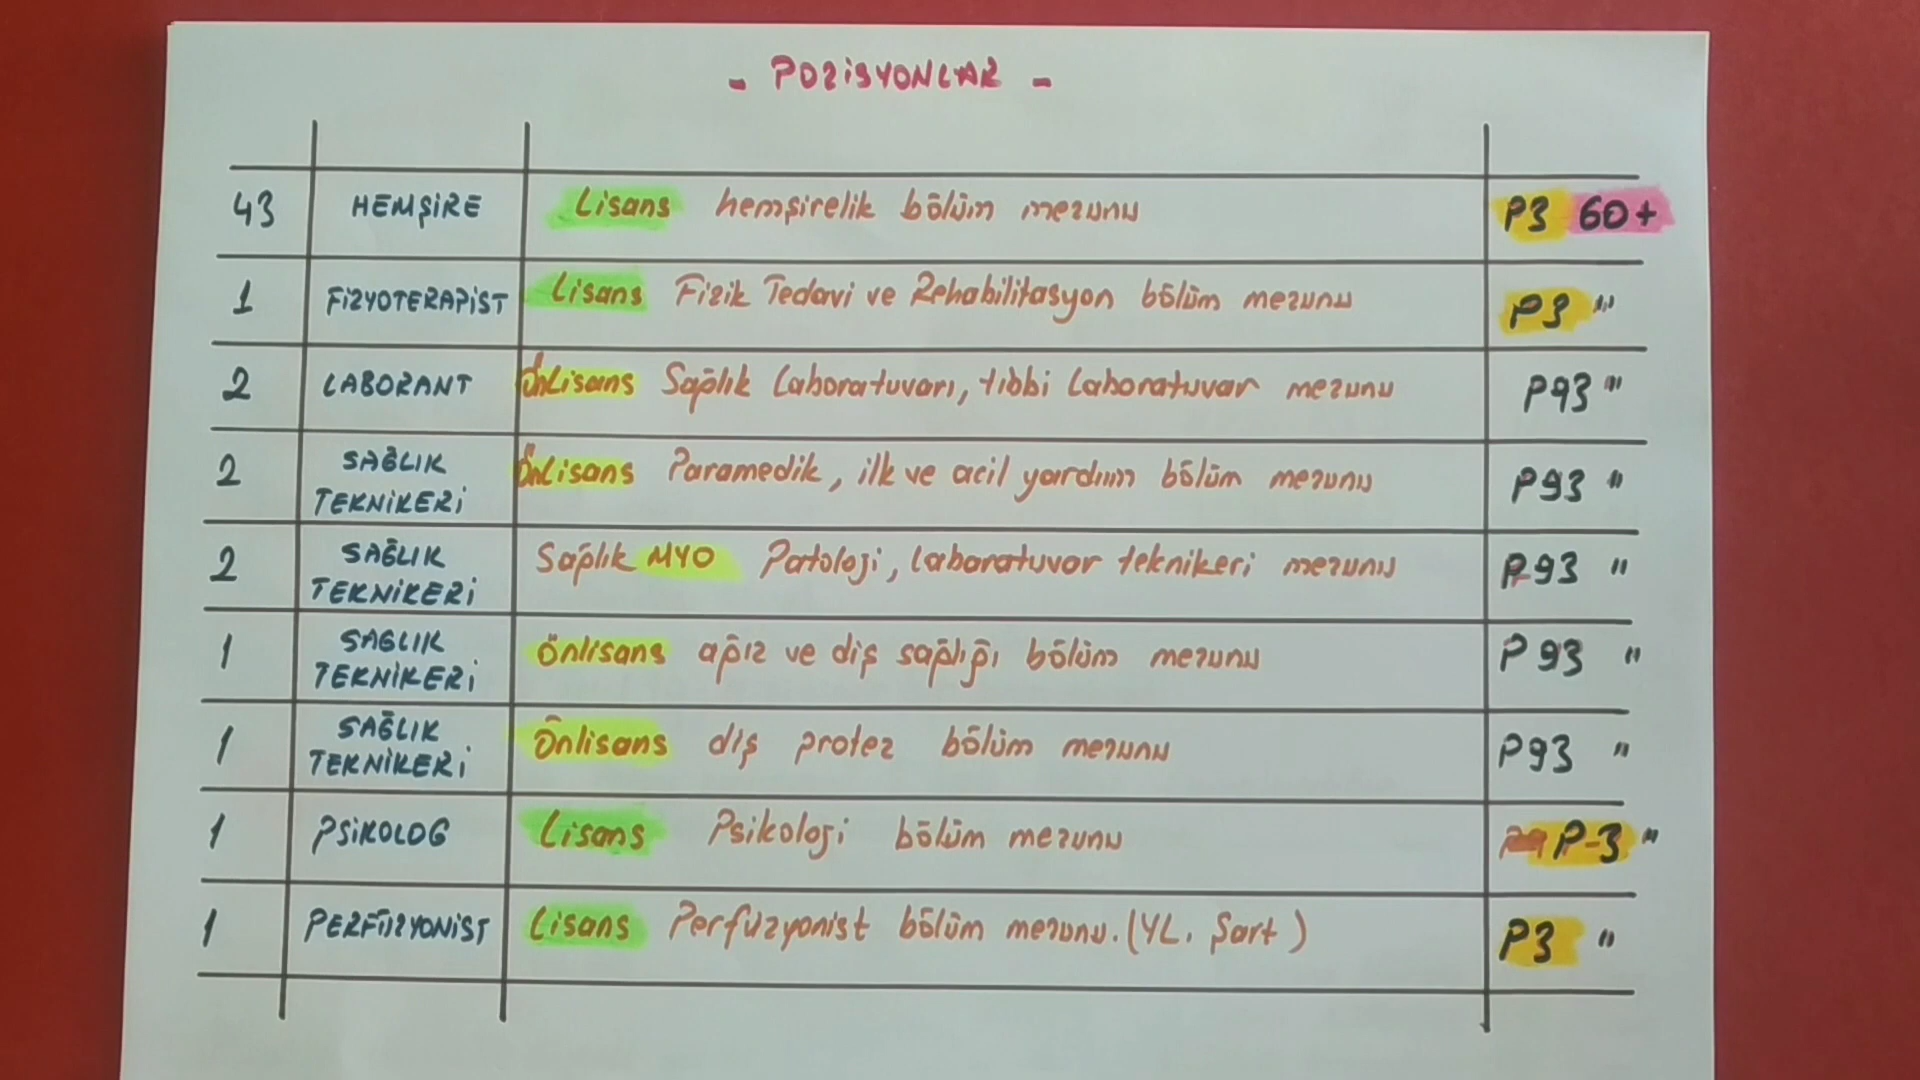 - POZİSYONLAR -
43 HEMŞİRE Lisans hemşirelik bölüm mezunu P3 60+
1 FİZYOTERAPİST Lisans Fizik Tedavi ve Rehabilitasyon bölüm mezunu P3 "
2 LABORANT Önlisans Sağlık Laboratuvarı, tıbbi Laboratuvar mezunu P93 "
2 SAĞLIK TEKNİKERİ Önlisans Paramedik, ilk ve acil yardım bölüm mezunu P93 "
2 SAĞLIK TEKNİKERİ Sağlık MYO Patoloji, labaratuvar teknikeri mezunu P93 "
1 SAĞLIK TEKNİKERİ önlisans ağız ve diş sağlığı bölüm mezunu P93 "
1 SAĞLIK TEKNİKERİ Önlisans diş protez bölüm mezunu P93 "
1 PSİKOLOG Lisans Psikoloji bölüm mezunu P-3 "
1 PERFÜZYONİST Lisans Perfüzyonist bölüm mezunu. (YL. Şart) P3 "